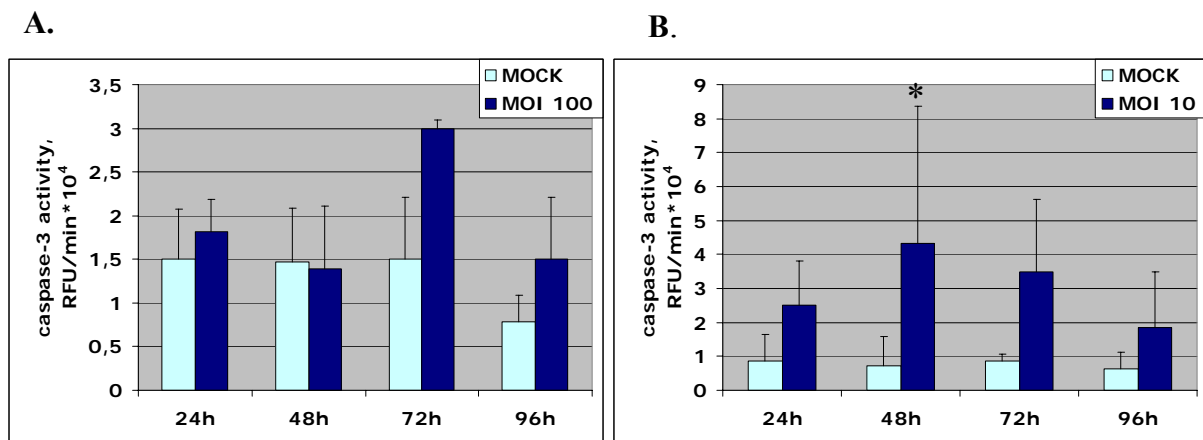 A.
MOCK
MOI 100
caspase-3 activity,
RFU/min*10⁴
3,5
3
2,5
2
1,5
1
0,5
0
24h 48h 72h 96h
B.
MOCK
MOI 10
caspase-3 activity,
RFU/min*10⁴
9
8
7
6
5
4
3
2
1
0
*
24h 48h 72h 96h